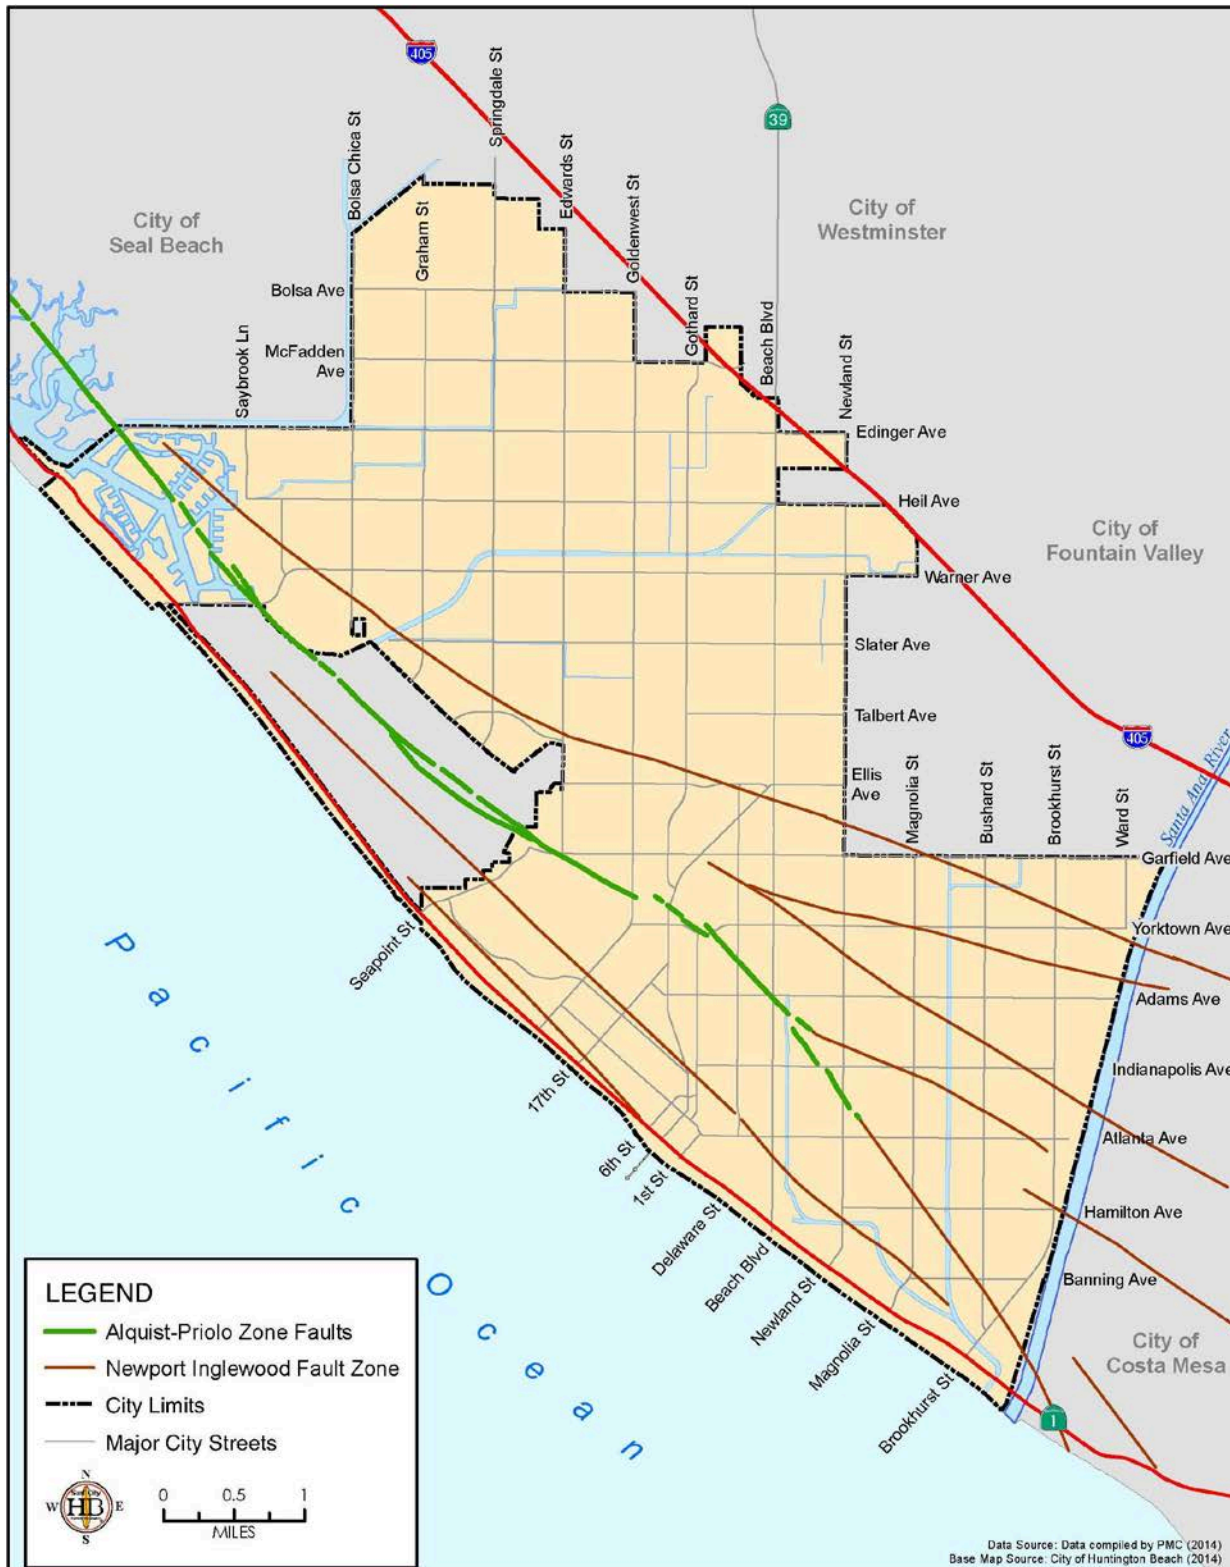 405
Springdale St
39
Bolsa Chica St
Edwards St
City of
Seal Beach
Graham St
Goldenwest St
City of
Westminster
Bolsa Ave
Gothard St
Beach Blvd
McFadden
Ave
Saybrook Ln
Newland St
Edinger Ave
Heil Ave
City of
Fountain Valley
Warner Ave
Slater Ave
Talbert Ave
405
Santa Ana River
Ellis
Ave
Magnolia St
Bushard St
Brookhurst St
Ward St
Garfield Ave
Yorktown Ave
Seapoint St
Adams Ave
Indianapolis Ave
17th St
Atlanta Ave
6th St
1st St
Delaware St
Hamilton Ave
Beach Blvd
Banning Ave
Newland St
Magnolia St
Brookhurst St
City of
Costa Mesa
1
Pacific Ocean
LEGEND
Alquist-Priolo Zone Faults
Newport Inglewood Fault Zone
City Limits
Major City Streets
N
W HB E
S
0 0.5 1
MILES
Data Source: Data compiled by PMC (2014)
Base Map Source: City of Huntington Beach (2014)